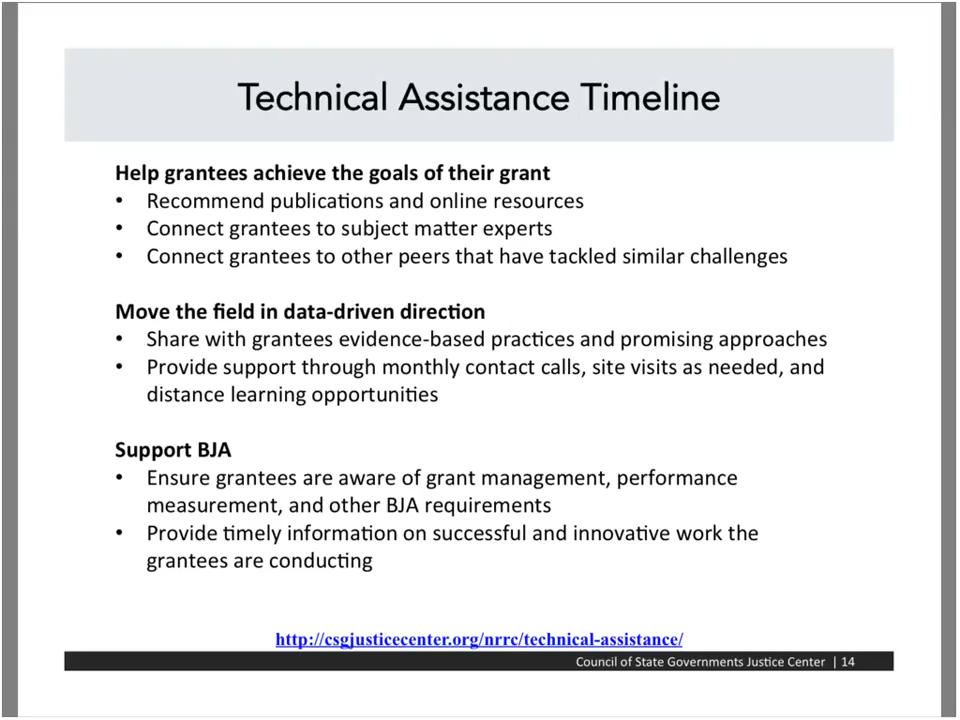 Technical Assistance Timeline
Help grantees achieve the goals of their grant
• Recommend publications and online resources
• Connect grantees to subject matter experts
• Connect grantees to other peers that have tackled similar challenges
Move the field in data-driven direction
• Share with grantees evidence-based practices and promising approaches
• Provide support through monthly contact calls, site visits as needed, and
distance learning opportunities
Support BJA
• Ensure grantees are aware of grant management, performance
measurement, and other BJA requirements
• Provide timely information on successful and innovative work the
grantees are conducting
http://csgjusticecenter.org/nrrc/technical-assistance/
Council of State Governments Justice Center | 14